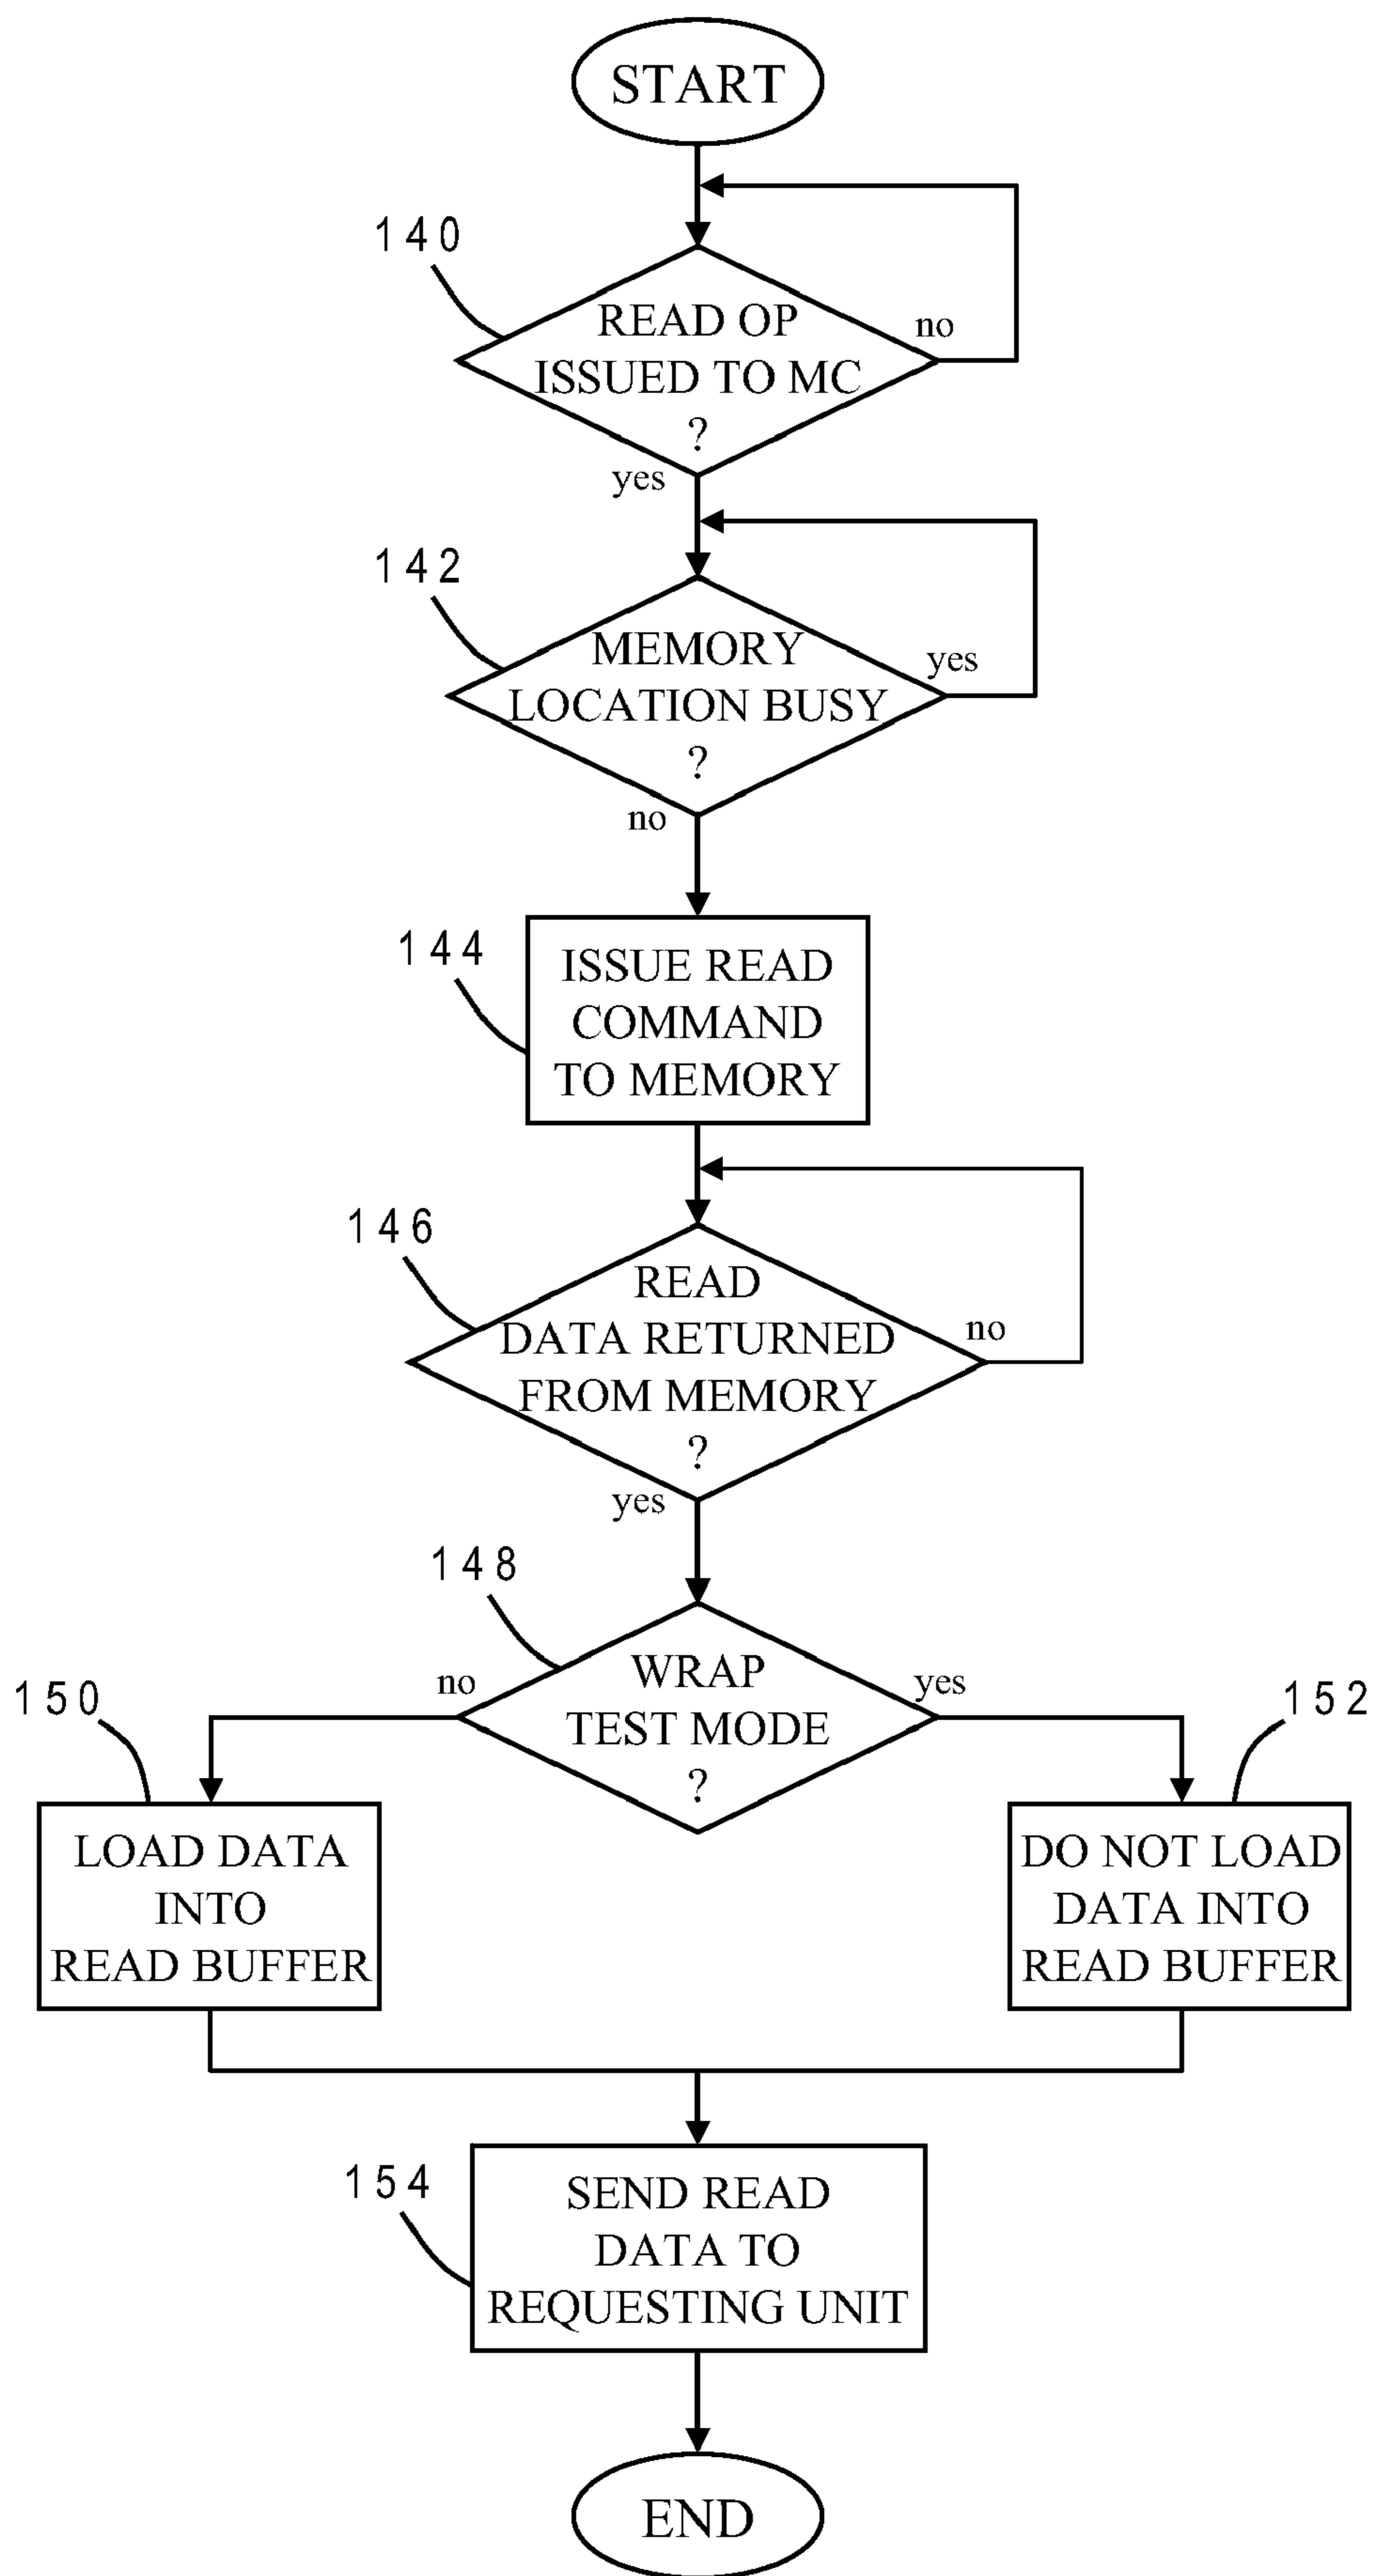 START
140
READ OP
ISSUED TO MC
?
no
yes
142
MEMORY
LOCATION BUSY
?
yes
no
144
ISSUE READ
COMMAND
TO MEMORY
146
READ
DATA RETURNED
FROM MEMORY
?
no
yes
148
WRAP
TEST MODE
?
no
yes
150
LOAD DATA
INTO
READ BUFFER
152
DO NOT LOAD
DATA INTO
READ BUFFER
154
SEND READ
DATA TO
REQUESTING UNIT
END